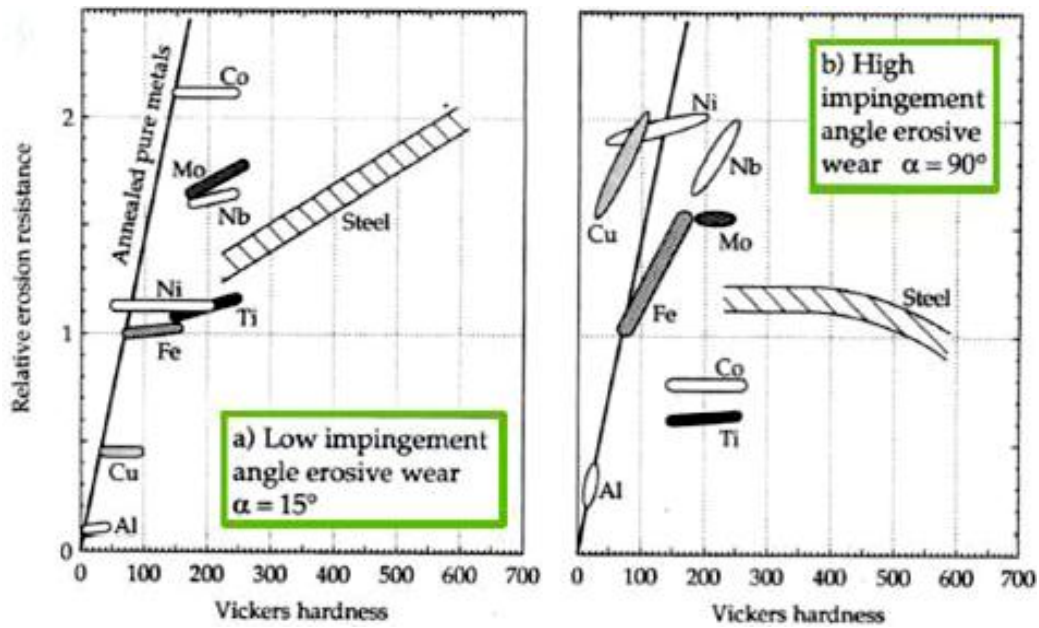 Relative erosion resistance
2
1
0
Annealed pure metals
Co
Mo
Nb
Steel
Ni
Ti
Fe
Cu
Al
a) Low impingement
angle erosive wear
α = 15°
0 100 200 300 400 500 600 700
Vickers hardness
b) High
impingement
angle erosive
wear α = 90°
Ni
Nb
Cu
Mo
Fe
Steel
Co
Ti
Al
0 100 200 300 400 500 600 700
Vickers hardness